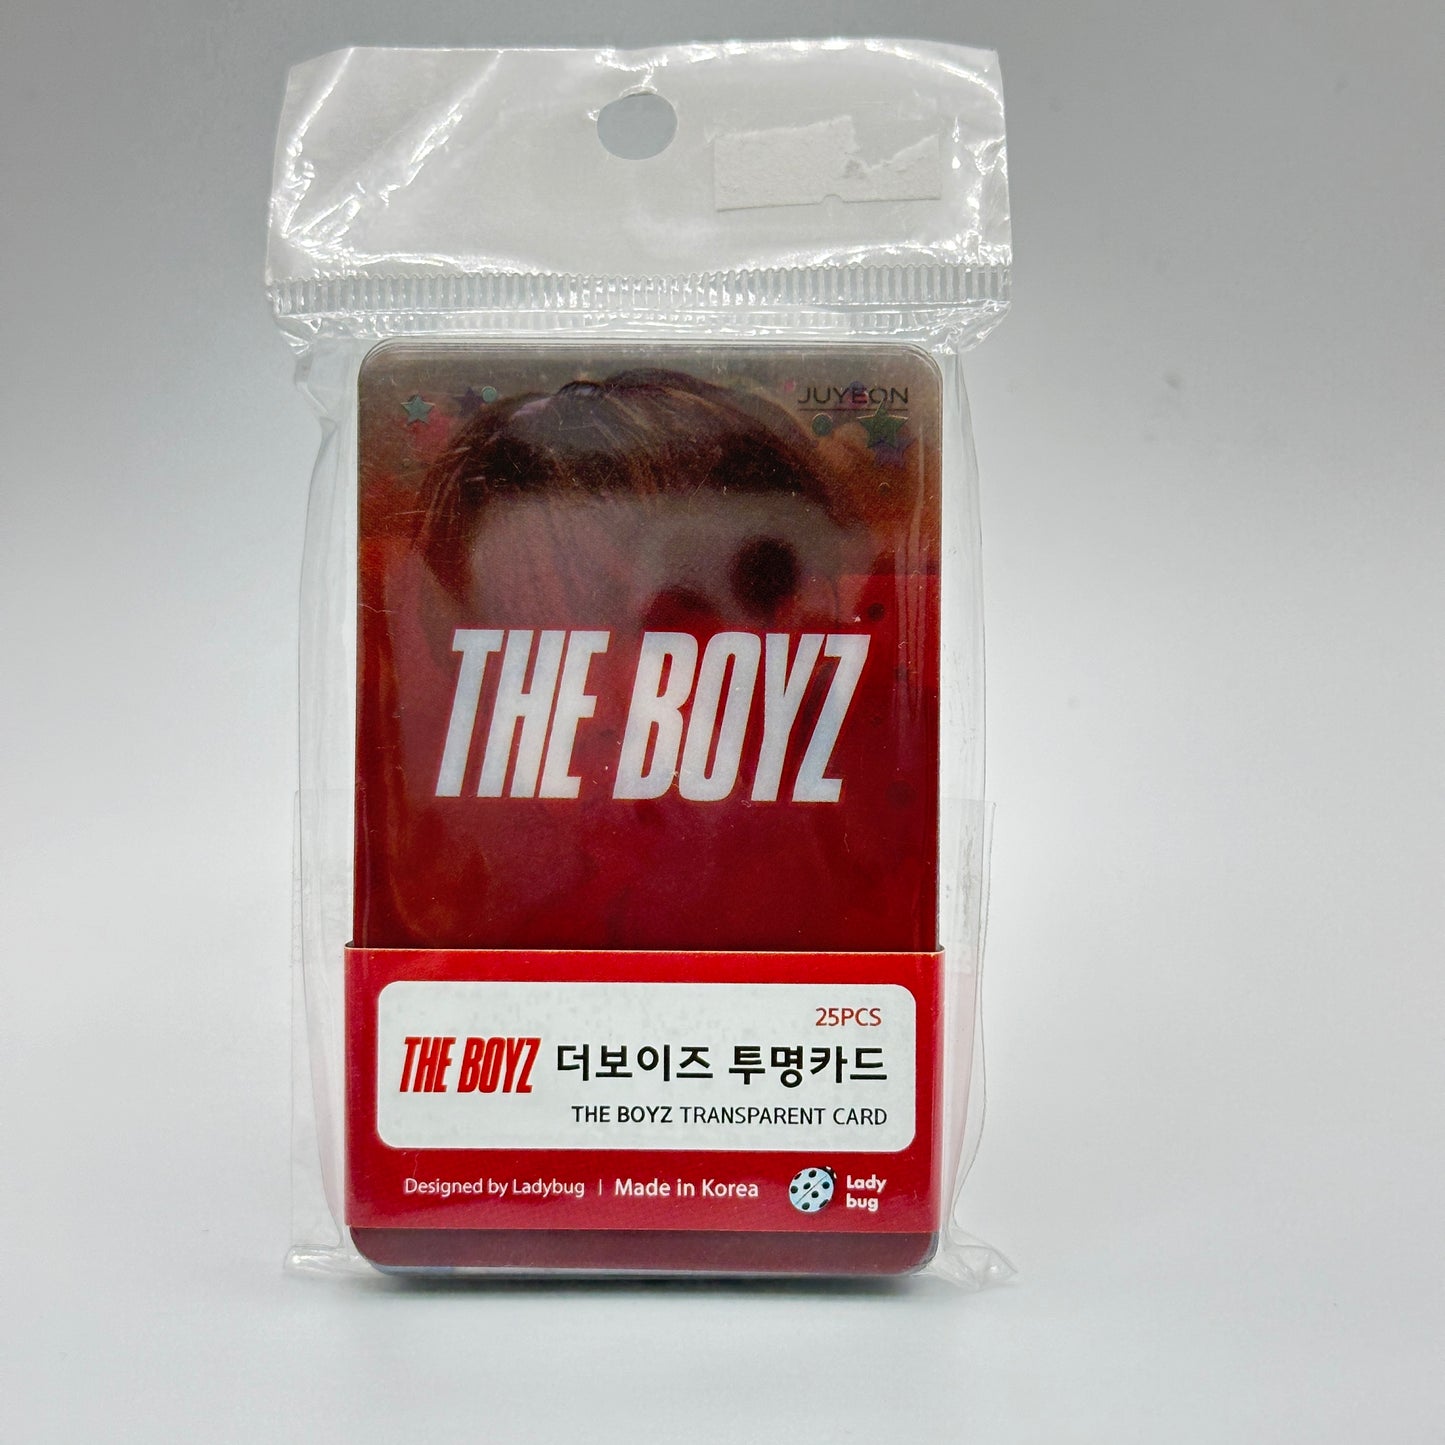 JUYEON
THE BOYZ
25PCS
THE BOYZ 더보이즈 투명카드
THE BOYZ TRANSPARENT CARD
Designed by Ladybug | Made in Korea
Lady
bug